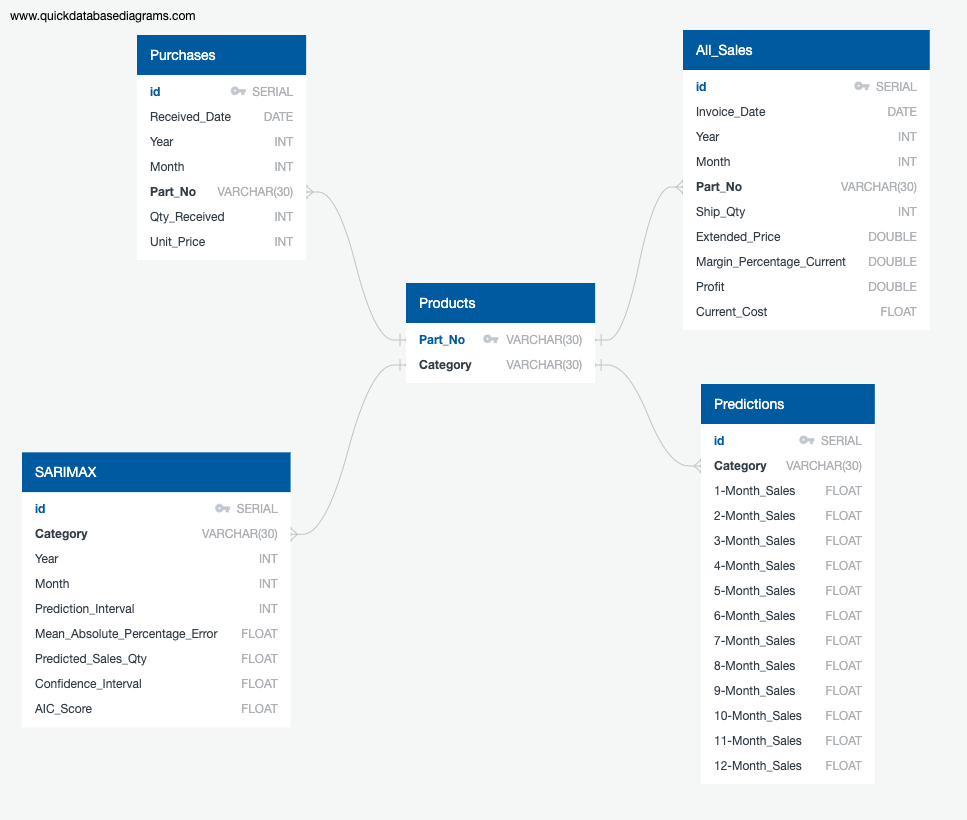 www.quickdatabasediagrams.com
Purchases
id SERIAL
Received_Date DATE
Year INT
Month INT
Part_No VARCHAR(30)
Qty_Received INT
Unit_Price INT
All_Sales
id SERIAL
Invoice_Date DATE
Year INT
Month INT
Part_No VARCHAR(30)
Ship_Qty INT
Extended_Price DOUBLE
Margin_Percentage_Current DOUBLE
Profit DOUBLE
Current_Cost FLOAT
Products
Part_No VARCHAR(30)
Category VARCHAR(30)
SARIMAX
id SERIAL
Category VARCHAR(30)
Year INT
Month INT
Prediction_Interval INT
Mean_Absolute_Percentage_Error FLOAT
Predicted_Sales_Qty FLOAT
Confidence_Interval FLOAT
AIC_Score FLOAT
Predictions
id SERIAL
Category VARCHAR(30)
1-Month_Sales FLOAT
2-Month_Sales FLOAT
3-Month_Sales FLOAT
4-Month_Sales FLOAT
5-Month_Sales FLOAT
6-Month_Sales FLOAT
7-Month_Sales FLOAT
8-Month_Sales FLOAT
9-Month_Sales FLOAT
10-Month_Sales FLOAT
11-Month_Sales FLOAT
12-Month_Sales FLOAT